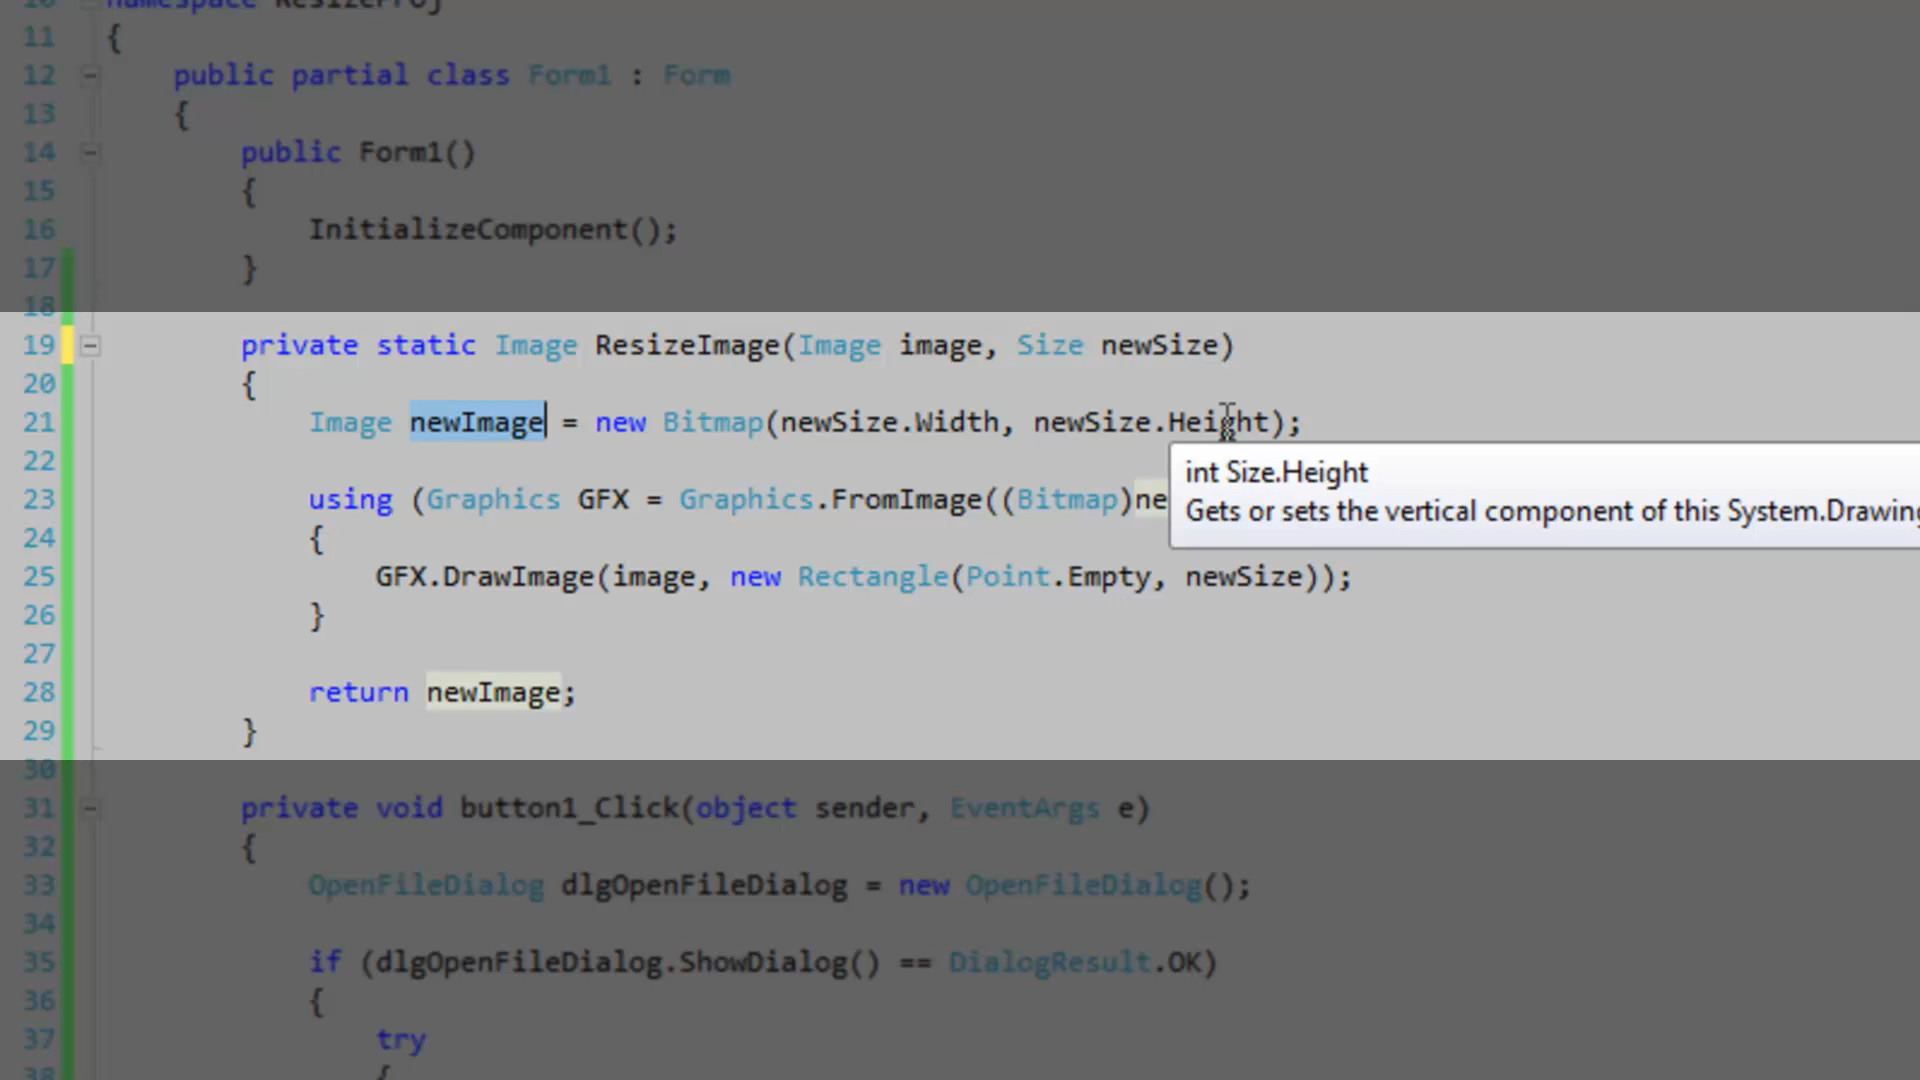 namespace ResizeProj
11 {
12 public partial class Form1 : Form
13 {
14 public Form1()
15 {
16 InitializeComponent();
17 }
18
19 private static Image ResizeImage(Image image, Size newSize)
20 {
21 Image newImage = new Bitmap(newSize.Width, newSize.Height);
22
int Size.Height
23 using (Graphics GFX = Graphics.FromImage((Bitmap)ne
Gets or sets the vertical component of this System.Drawing
24 {
25 GFX.DrawImage(image, new Rectangle(Point.Empty, newSize));
26 }
27
28 return newImage;
29 }
30
31 private void button1_Click(object sender, EventArgs e)
32 {
33 OpenFileDialog dlgOpenFileDialog = new OpenFileDialog();
34
35 if (dlgOpenFileDialog.ShowDialog() == DialogResult.OK)
36 {
37 try
38 {